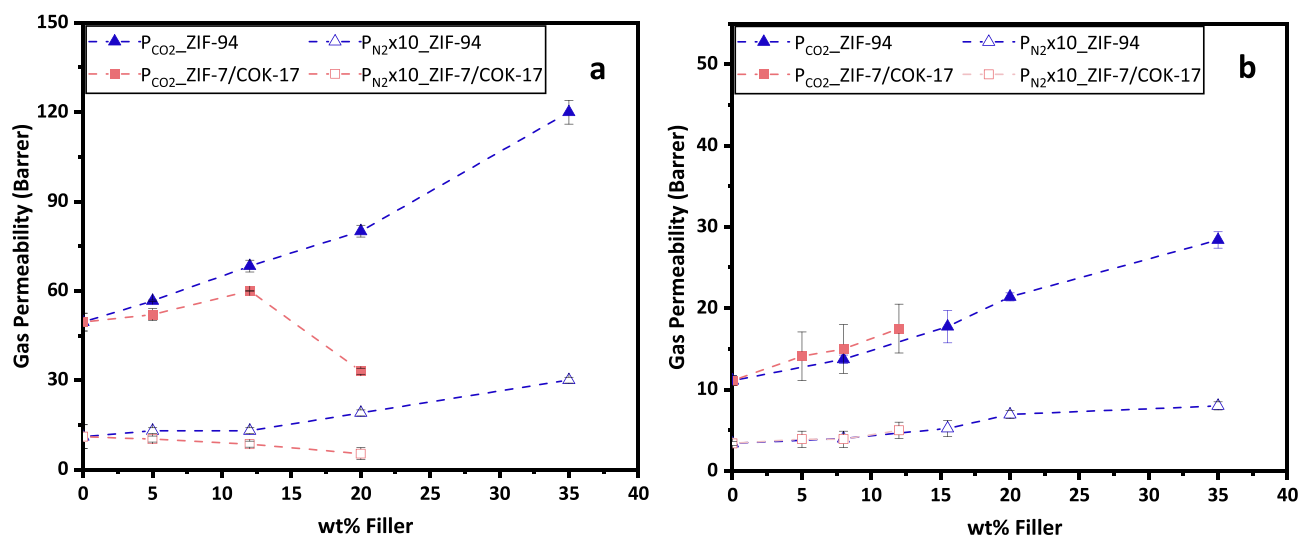 P_CO2_ZIF-94 P_N2x10_ZIF-94
P_CO2_ZIF-7/COK-17 P_N2x10_ZIF-7/COK-17
a
Gas Permeability (Barrer)
150
120
90
60
30
0
0 5 10 15 20 25 30 35 40
wt% Filler
P_CO2_ZIF-94 P_N2x10_ZIF-94
P_CO2_ZIF-7/COK-17 P_N2x10_ZIF-7/COK-17
b
Gas Permeability (Barrer)
50
40
30
20
10
0
0 5 10 15 20 25 30 35 40
wt% Filler